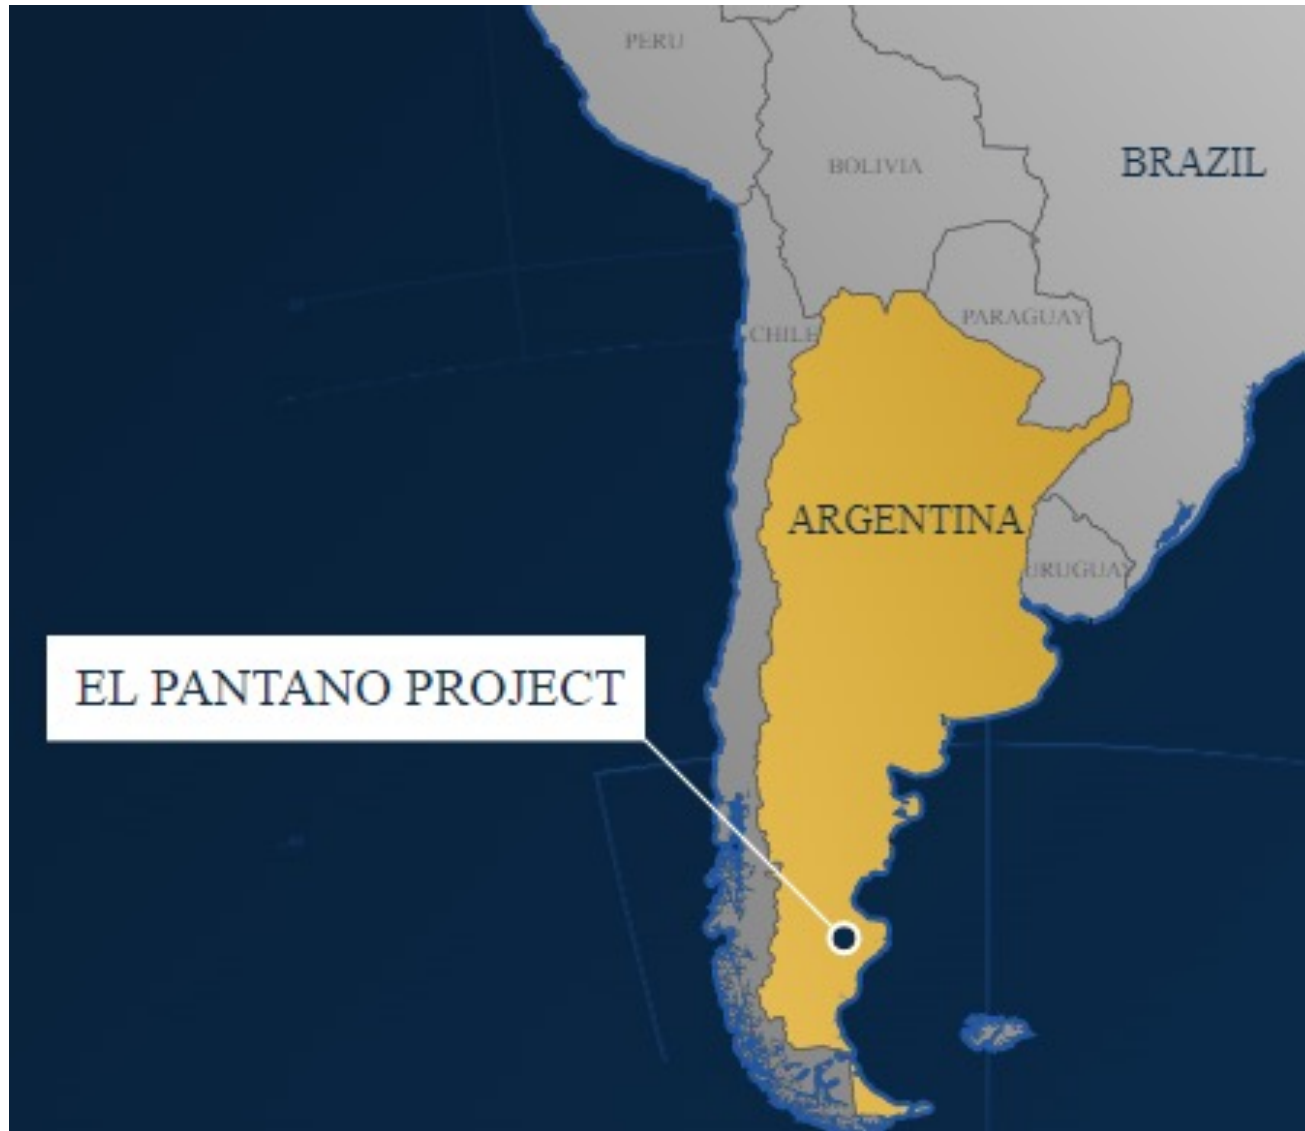 PERU
BOLIVIA
BRAZIL
PARAGUAY
CHILE
ARGENTINA
URUGUAY
EL PANTANO PROJECT